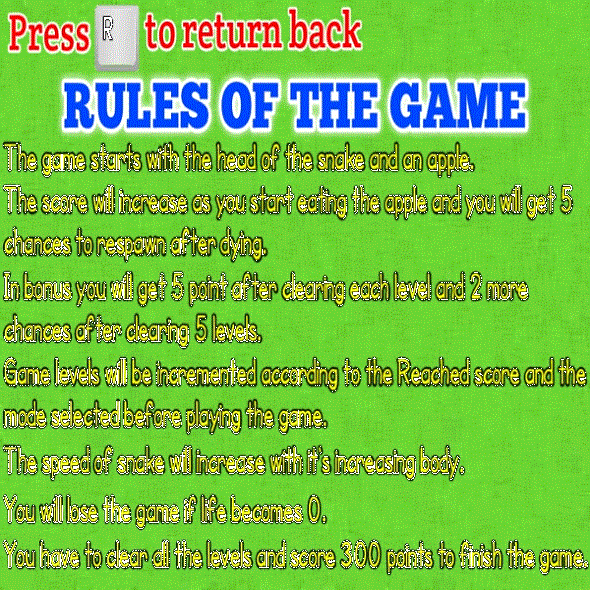 Press R to return back
RULES OF THE GAME
The game starts with the head of the snake and an apple.
The score will increase as you start eating the apple and you will get 5
chances to respawn after dying.
In bonus you will get 5 point after clearing each level and 2 more
chances after clearing 5 levels.
Game levels will be incremented according to the Reached score and the
mode selected before playing the game.
The speed of snake will increase with it's increasing body.
You will lose the game if life becomes 0.
You have to clear all the levels and score 300 points to finish the game.